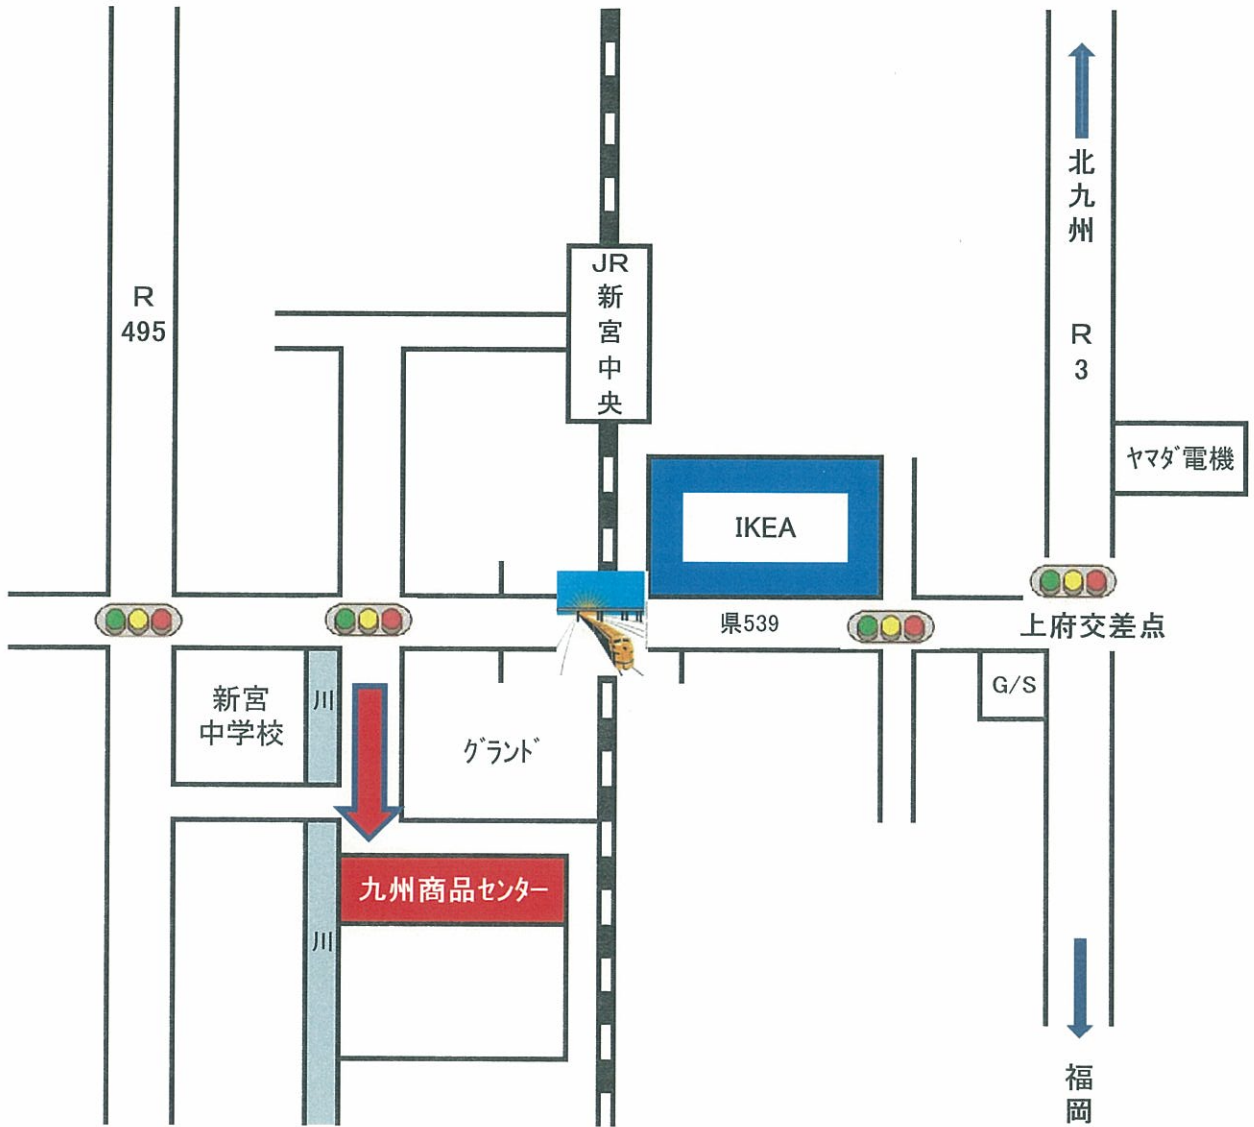 北九州
R
3
JR新宮中央
R
495
ﾔﾏﾀﾞ電機
IKEA
県539
上府交差点
G/S
新宮
中学校
川
ｸﾞﾗﾝﾄﾞ
九州商品ｾﾝﾀｰ
川
福岡